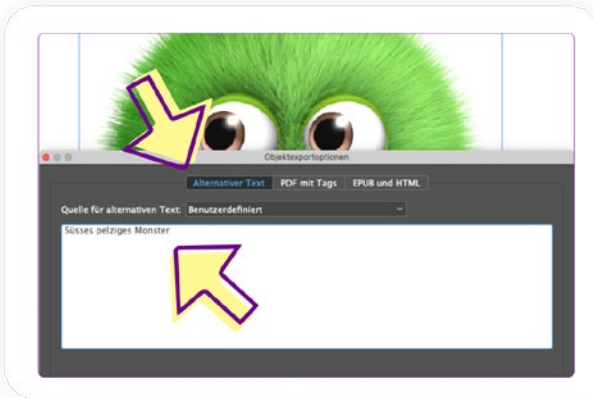 Objektexportoptionen
Alternativer Text PDF mit Tags EPUB und HTML
Quelle für alternativen Text: Benutzerdefiniert
Süsses pelziges Monster